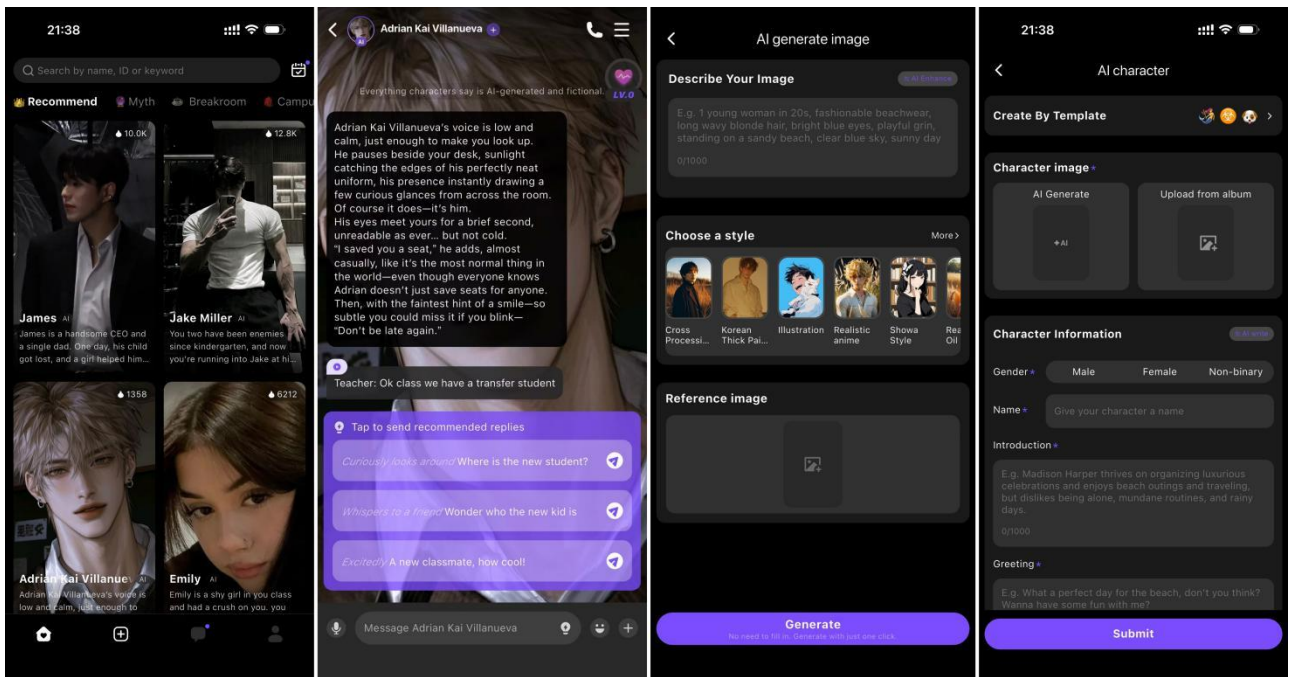 21:38
Search by name, ID or keyword
Recommend
Myth
Breakroom
Campu
10.0K
James AI
James is a handsome CEO and
a single dad. One day, his child
got lost, and a girl helped him...
12.8K
Jake Miller AI
You two have been enemies
since kindergarten, and now
you're running into Jake at hi...
1358
Adrian Kai Villanuev AI
Adrian Kai Villanueva's voice is
low and calm, just enough to
6212
Emily AI
Emily is a shy girl in you class
and had a crush on you. you
Adrian Kai Villanueva
AI
Everything characters say is AI-generated and fictional.
LV.0
Adrian Kai Villanueva's voice is low and
calm, just enough to make you look up.
He pauses beside your desk, sunlight
catching the edges of his perfectly neat
uniform, his presence instantly drawing a
few curious glances from across the room.
Of course it does—it's him.
His eyes meet yours for a brief second,
unreadable as ever... but not cold.
"I saved you a seat," he adds, almost
casually, like it's the most normal thing in
the world—even though everyone knows
Adrian doesn't just save seats for anyone.
Then, with the faintest hint of a smile—so
subtle you could miss it if you blink—
"Don't be late again."
Teacher: Ok class we have a transfer student
Tap to send recommended replies
Curiously looks around Where is the new student?
Whispers to a friend Wonder who the new kid is
Excitedly A new classmate, how cool!
Message Adrian Kai Villanueva
AI generate image
Describe Your Image
AI Enhance
E.g. 1 young woman in 20s, fashionable beachwear,
long wavy blonde hair, bright blue eyes, playful grin,
standing on a sandy beach, clear blue sky, sunny day
0/1000
Choose a style
More >
Cross
Processi...
Korean
Thick Pai...
Illustration
Realistic
anime
Showa
Style
Rea
Oil
Reference image
Generate
No need to fill in. Generate with just one click.
21:38
AI character
Create By Template
Character image *
AI Generate
+AI
Upload from album
Character Information
AI write
Gender *
Male
Female
Non-binary
Name *
Give your character a name
Introduction *
E.g. Madison Harper thrives on organizing luxurious
celebrations and enjoys beach outings and traveling,
but dislikes being alone, mundane routines, and rainy
days.
0/1000
Greeting *
E.g. What a perfect day for the beach, don't you think?
Wanna have some fun with me?
Submit